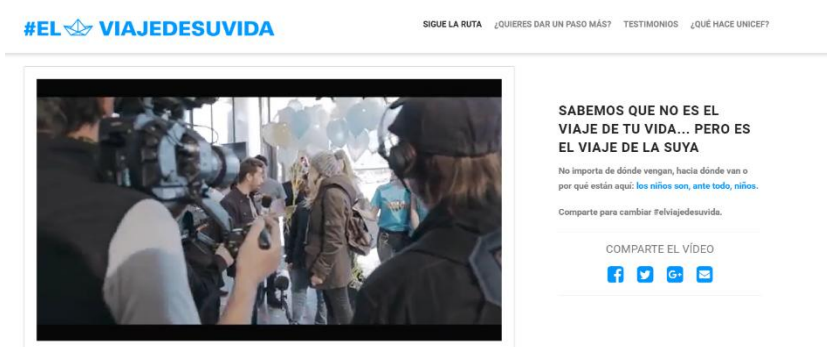 #EL VIAJEDESUVIDA
SIGUE LA RUTA ¿QUIERES DAR UN PASO MÁS? TESTIMONIOS ¿QUÉ HACE UNICEF?
SABEMOS QUE NO ES EL
VIAJE DE TU VIDA... PERO ES
EL VIAJE DE LA SUYA
No importa de dónde vengan, hacia dónde van o
por qué están aquí: los niños son, ante todo, niños.
Comparte para cambiar #elviajedesuvida.
COMPARTE EL VÍDEO